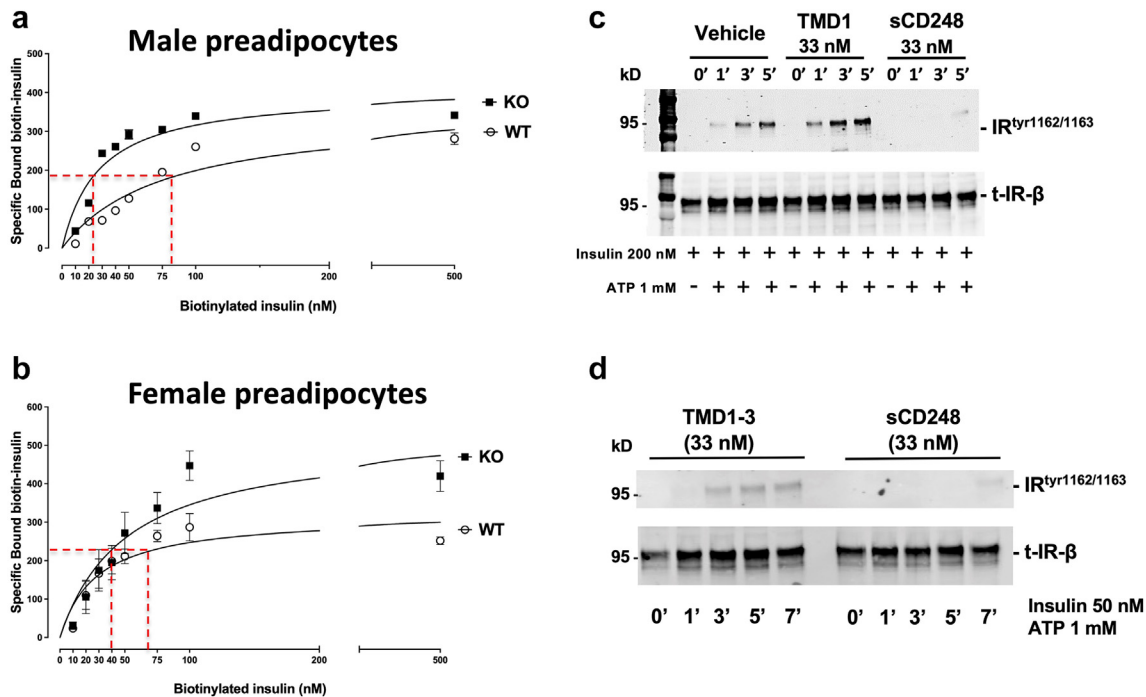 a
Male preadipocytes
500
400
300
200
100
0
Specific Bound biotin-insulin
KO
WT
0 10 20 30 40 50 75 100 200 500
Biotinylated insulin (nM)
b
Female preadipocytes
600
500
400
300
200
100
0
Specific Bound biotin-insulin
KO
WT
0 10 20 30 40 50 75 100 200 500
Biotinylated insulin (nM)
c
Vehicle TMD1 33 nM sCD248 33 nM
kD 0’ 1’ 3’ 5’ 0’ 1’ 3’ 5’ 0’ 1’ 3’ 5’
95 - - IRtyr1162/1163
95 - - t-IR-β
Insulin 200 nM + + + + + + + + + + + +
ATP 1 mM - + + + - + + + - + + +
d
TMD1-3 (33 nM) sCD248 (33 nM)
kD
95 - - IRtyr1162/1163
95 - - t-IR-β
0’ 1’ 3’ 5’ 7’ 0’ 1’ 3’ 5’ 7’
Insulin 50 nM
ATP 1 mM